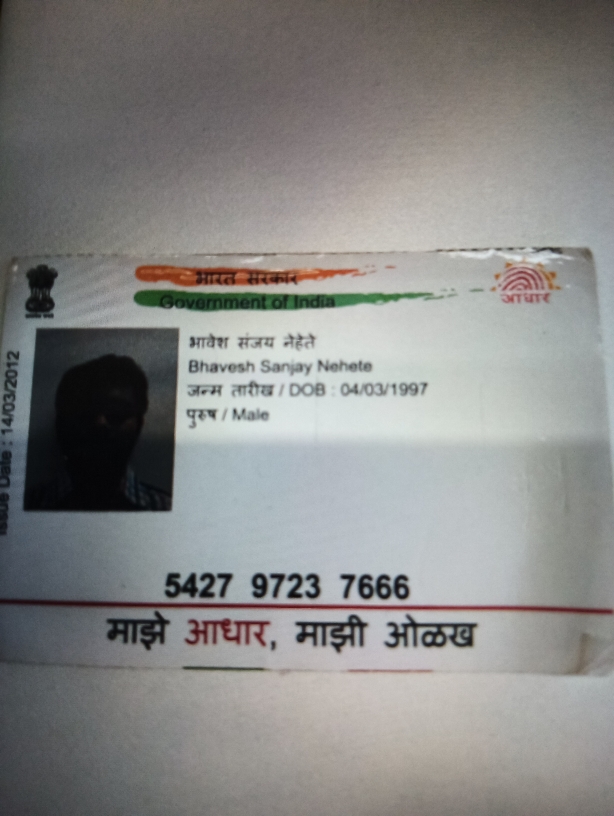 भारत सरकार
Government of India
आधार
Issue Date : 14/03/2012
भावेश संजय नेहेते
Bhavesh Sanjay Nehete
जन्म तारीख / DOB : 04/03/1997
पुरुष / Male
5427 9723 7666
माझे आधार, माझी ओळख